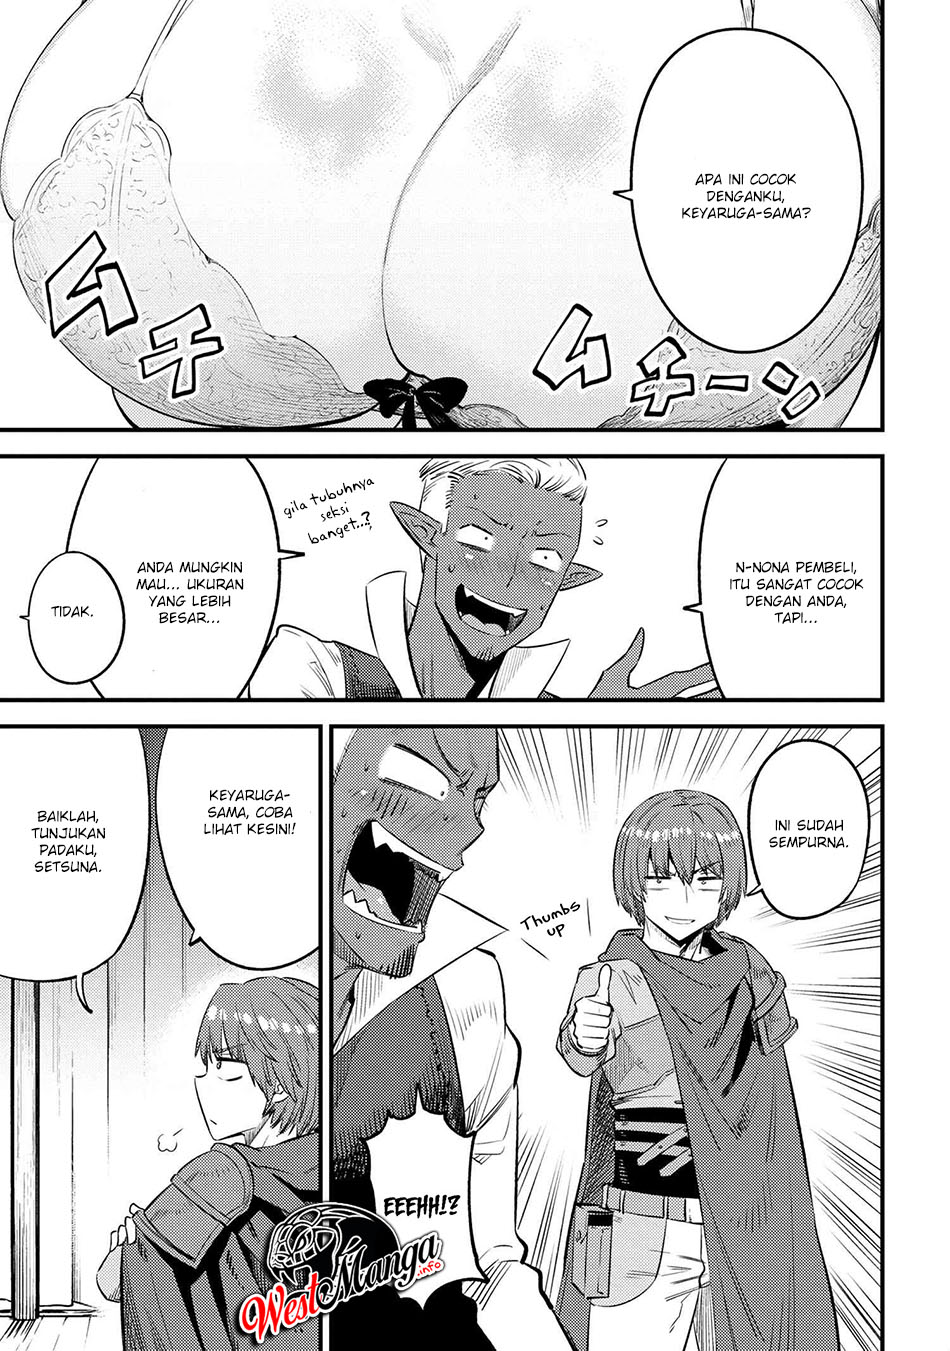 APA INI COCOK
DENGANKU,
KEYARUGA-SAMA?
ムチ
ムチーン
N-NONA PEMBELI,
ITU SANGAT COCOK
DENGAN ANDA,
TAPI...
gila tubuhnya
seksi
banget..?
ANDA MUNGKIN
MAU... UKURAN
YANG LEBIH
BESAR...
TIDAK.
INI SUDAH
SEMPURNA.
Thumbs
up
EEEHH!?
KEYARUGA-
SAMA, COBA
LIHAT KESINI!
BAIKLAH,
TUNJUKAN
PADAKU,
SETSUNA.
WestManga
.info